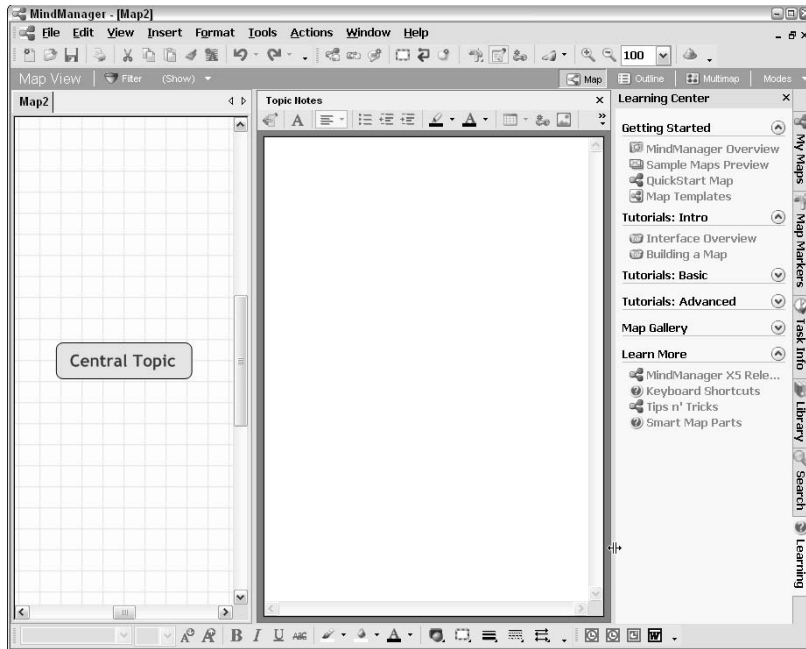 MindManager - [Map2]
File Edit View Insert Format Tools Actions Window Help
100
Map View Filter (Show) Map Outline Multimap Modes
Map2
Topic Notes
Learning Center
Getting Started
MindManager Overview
Sample Maps Preview
QuickStart Map
Map Templates
Tutorials: Intro
Interface Overview
Building a Map
Tutorials: Basic
Tutorials: Advanced
Map Gallery
Learn More
MindManager X5 Rele...
Keyboard Shortcuts
Tips n' Tricks
Smart Map Parts
Central Topic
My Maps
Map Markers
Task Info
Library
Search
Learning
B I U ABC